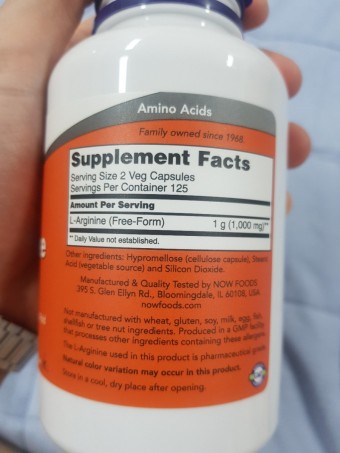 Amino Acids
Family owned since 1968.
Supplement Facts
Serving Size 2 Veg Capsules
Servings Per Container 125
Amount Per Serving
L-Arginine (Free-Form) 1 g (1,000 mg)**
** Daily Value not established.
Other ingredients: Hypromellose (cellulose capsule), Stearic
Acid (vegetable source) and Silicon Dioxide.
Manufactured & Quality Tested by NOW FOODS
395 S. Glen Ellyn Rd., Bloomingdale, IL 60108, USA
nowfoods.com
Not manufactured with wheat, gluten, soy, milk, egg, fish,
shellfish or tree nut ingredients. Produced in a GMP facility
that processes other ingredients containing these allergens.
The L-Arginine used in this product is pharmaceutical grade.
Natural color variation may occur in this product.
Store in a cool, dry place after opening.